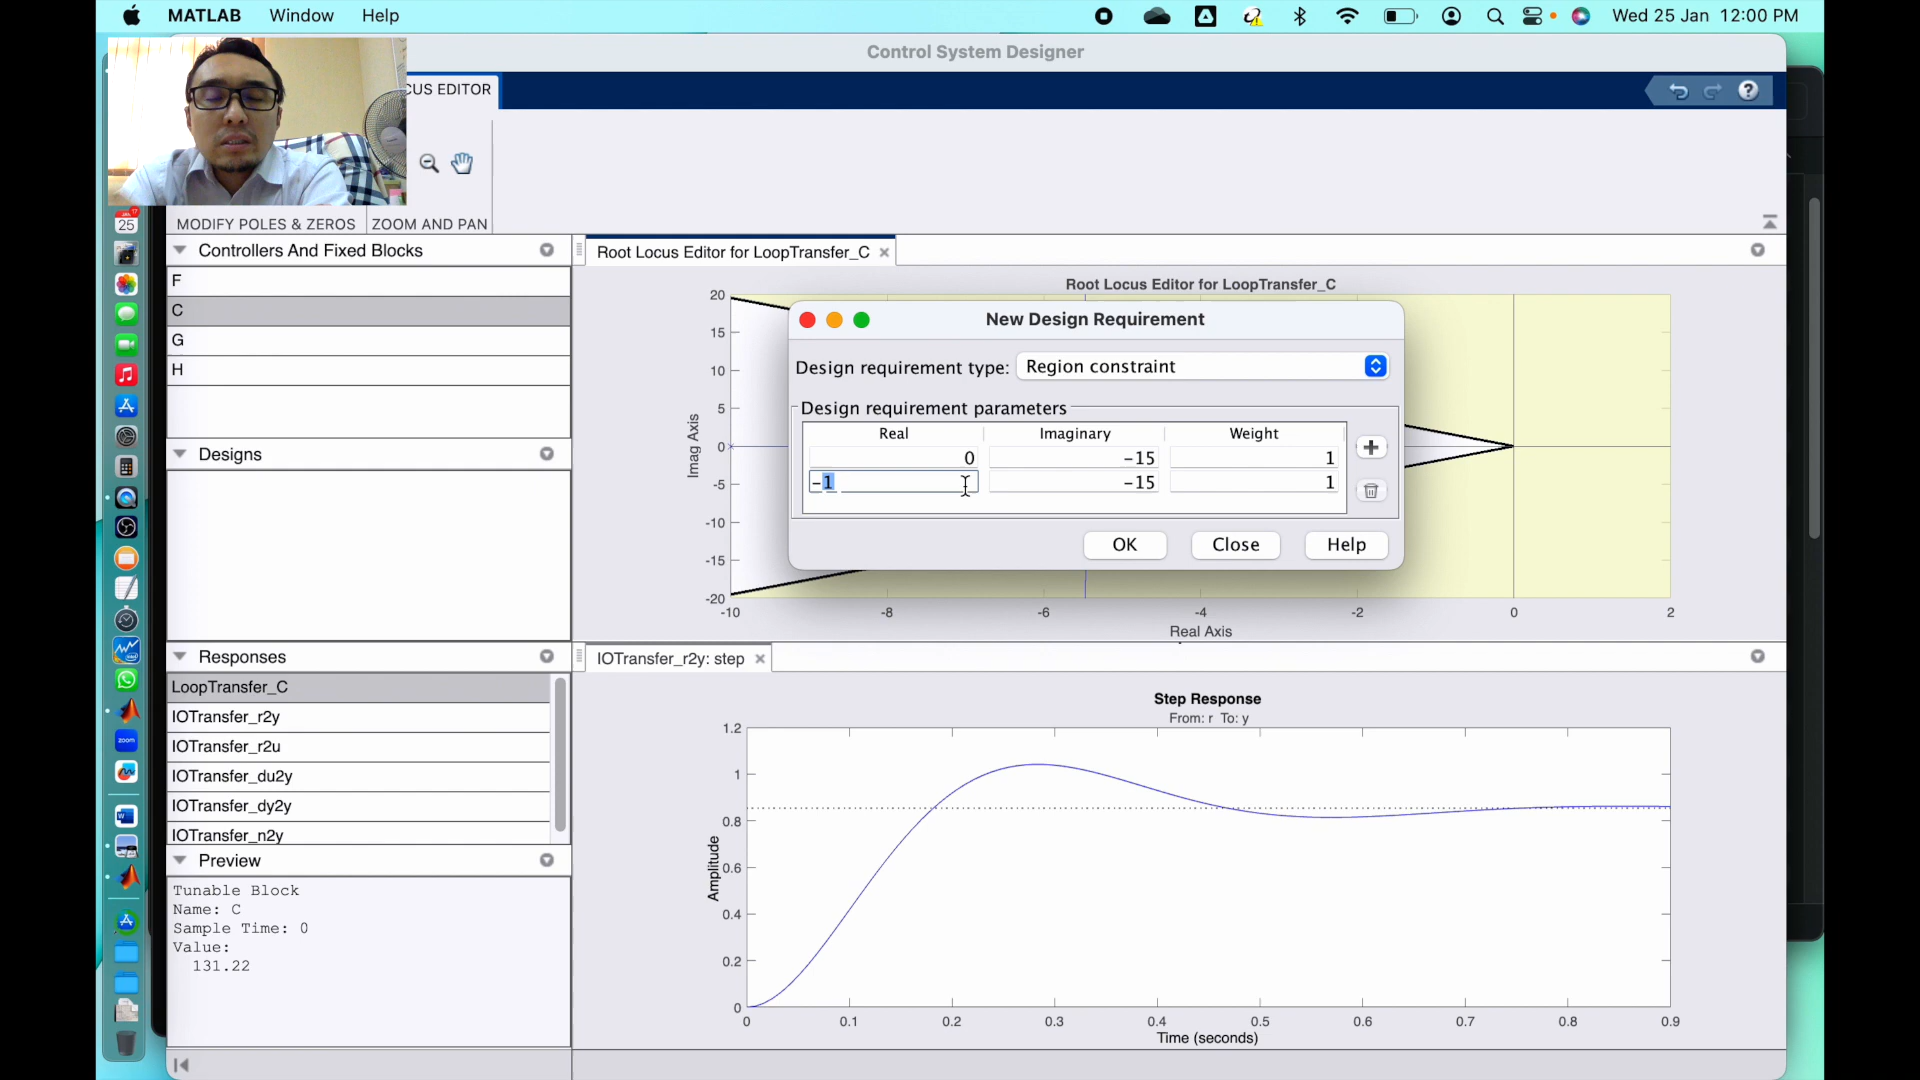 MATLAB Window Help
Wed 25 Jan 12:00 PM
Control System Designer
CUS EDITOR
MODIFY POLES & ZEROS
ZOOM AND PAN
Controllers And Fixed Blocks
F
C
G
H
Designs
Responses
LoopTransfer_C
IOTransfer_r2y
IOTransfer_r2u
IOTransfer_du2y
IOTransfer_dy2y
IOTransfer_n2y
Preview
Tunable Block
Name: C
Sample Time: 0
Value:
131.22
Root Locus Editor for LoopTransfer_C
Root Locus Editor for LoopTransfer_C
20
15
10
5
0
-5
-10
-15
-20
Imag Axis
-10 -8 -6 -4 -2 0 2
Real Axis
New Design Requirement
Design requirement type: Region constraint
Design requirement parameters
Real Imaginary Weight
0 -15 1
-1 -15 1
OK Close Help
IOTransfer_r2y: step
Step Response
From: r To: y
1.2
1
0.8
0.6
0.4
0.2
0
Amplitude
0 0.1 0.2 0.3 0.4 0.5 0.6 0.7 0.8 0.9
Time (seconds)
25
zoom